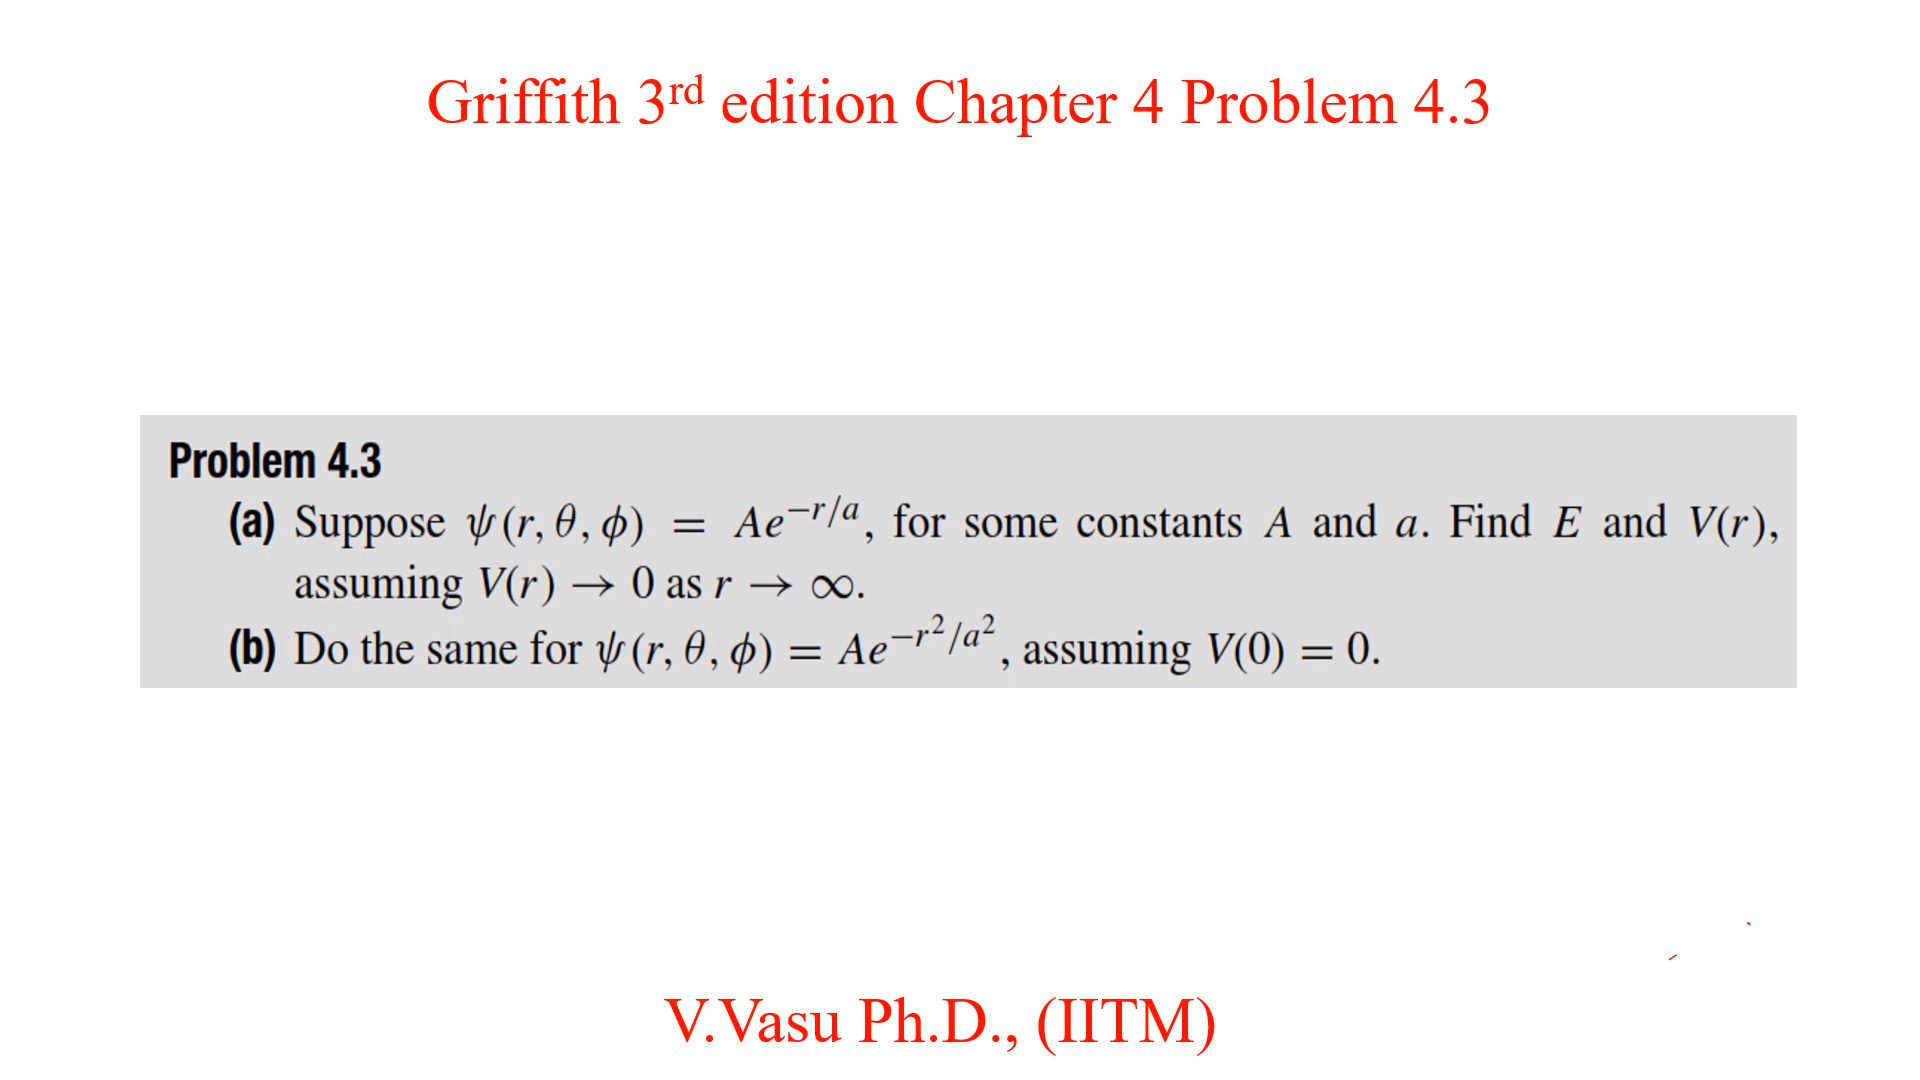 Griffith 3rd edition Chapter 4 Problem 4.3
Problem 4.3
(a) Suppose ψ(r, θ, ϕ) = Ae^{−r/a}, for some constants A and a. Find E and V(r),
assuming V(r) → 0 as r → ∞.
(b) Do the same for ψ(r, θ, ϕ) = Ae^{−r²/a²}, assuming V(0) = 0.
V.Vasu Ph.D., (IITM)